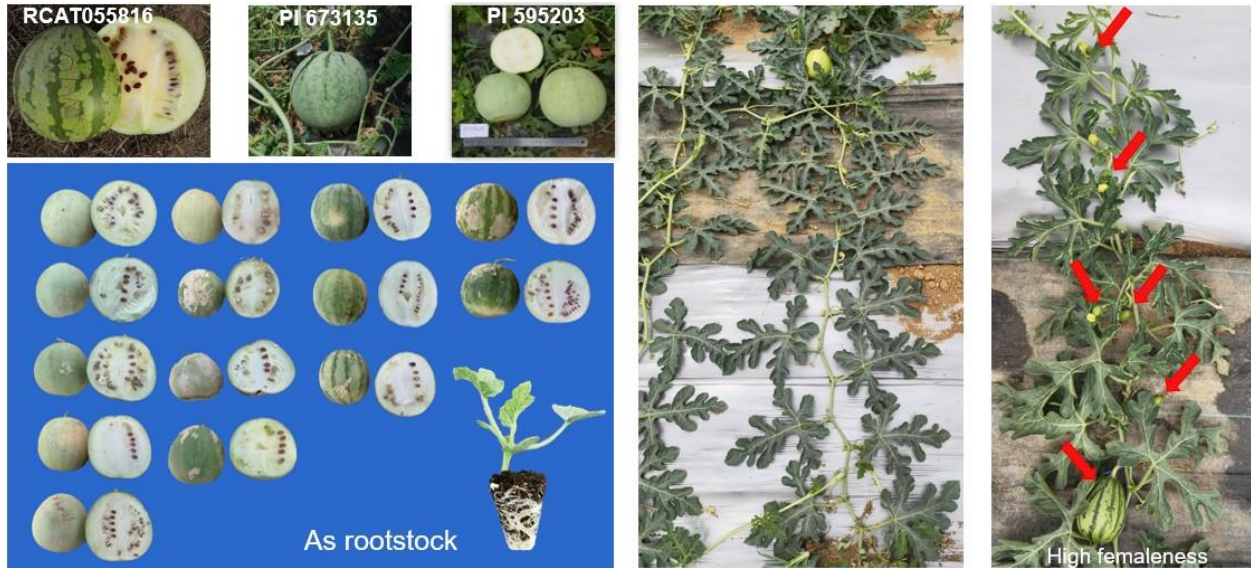 RCAT055816
PI 673135
PI 595203
As rootstock
High femaleness